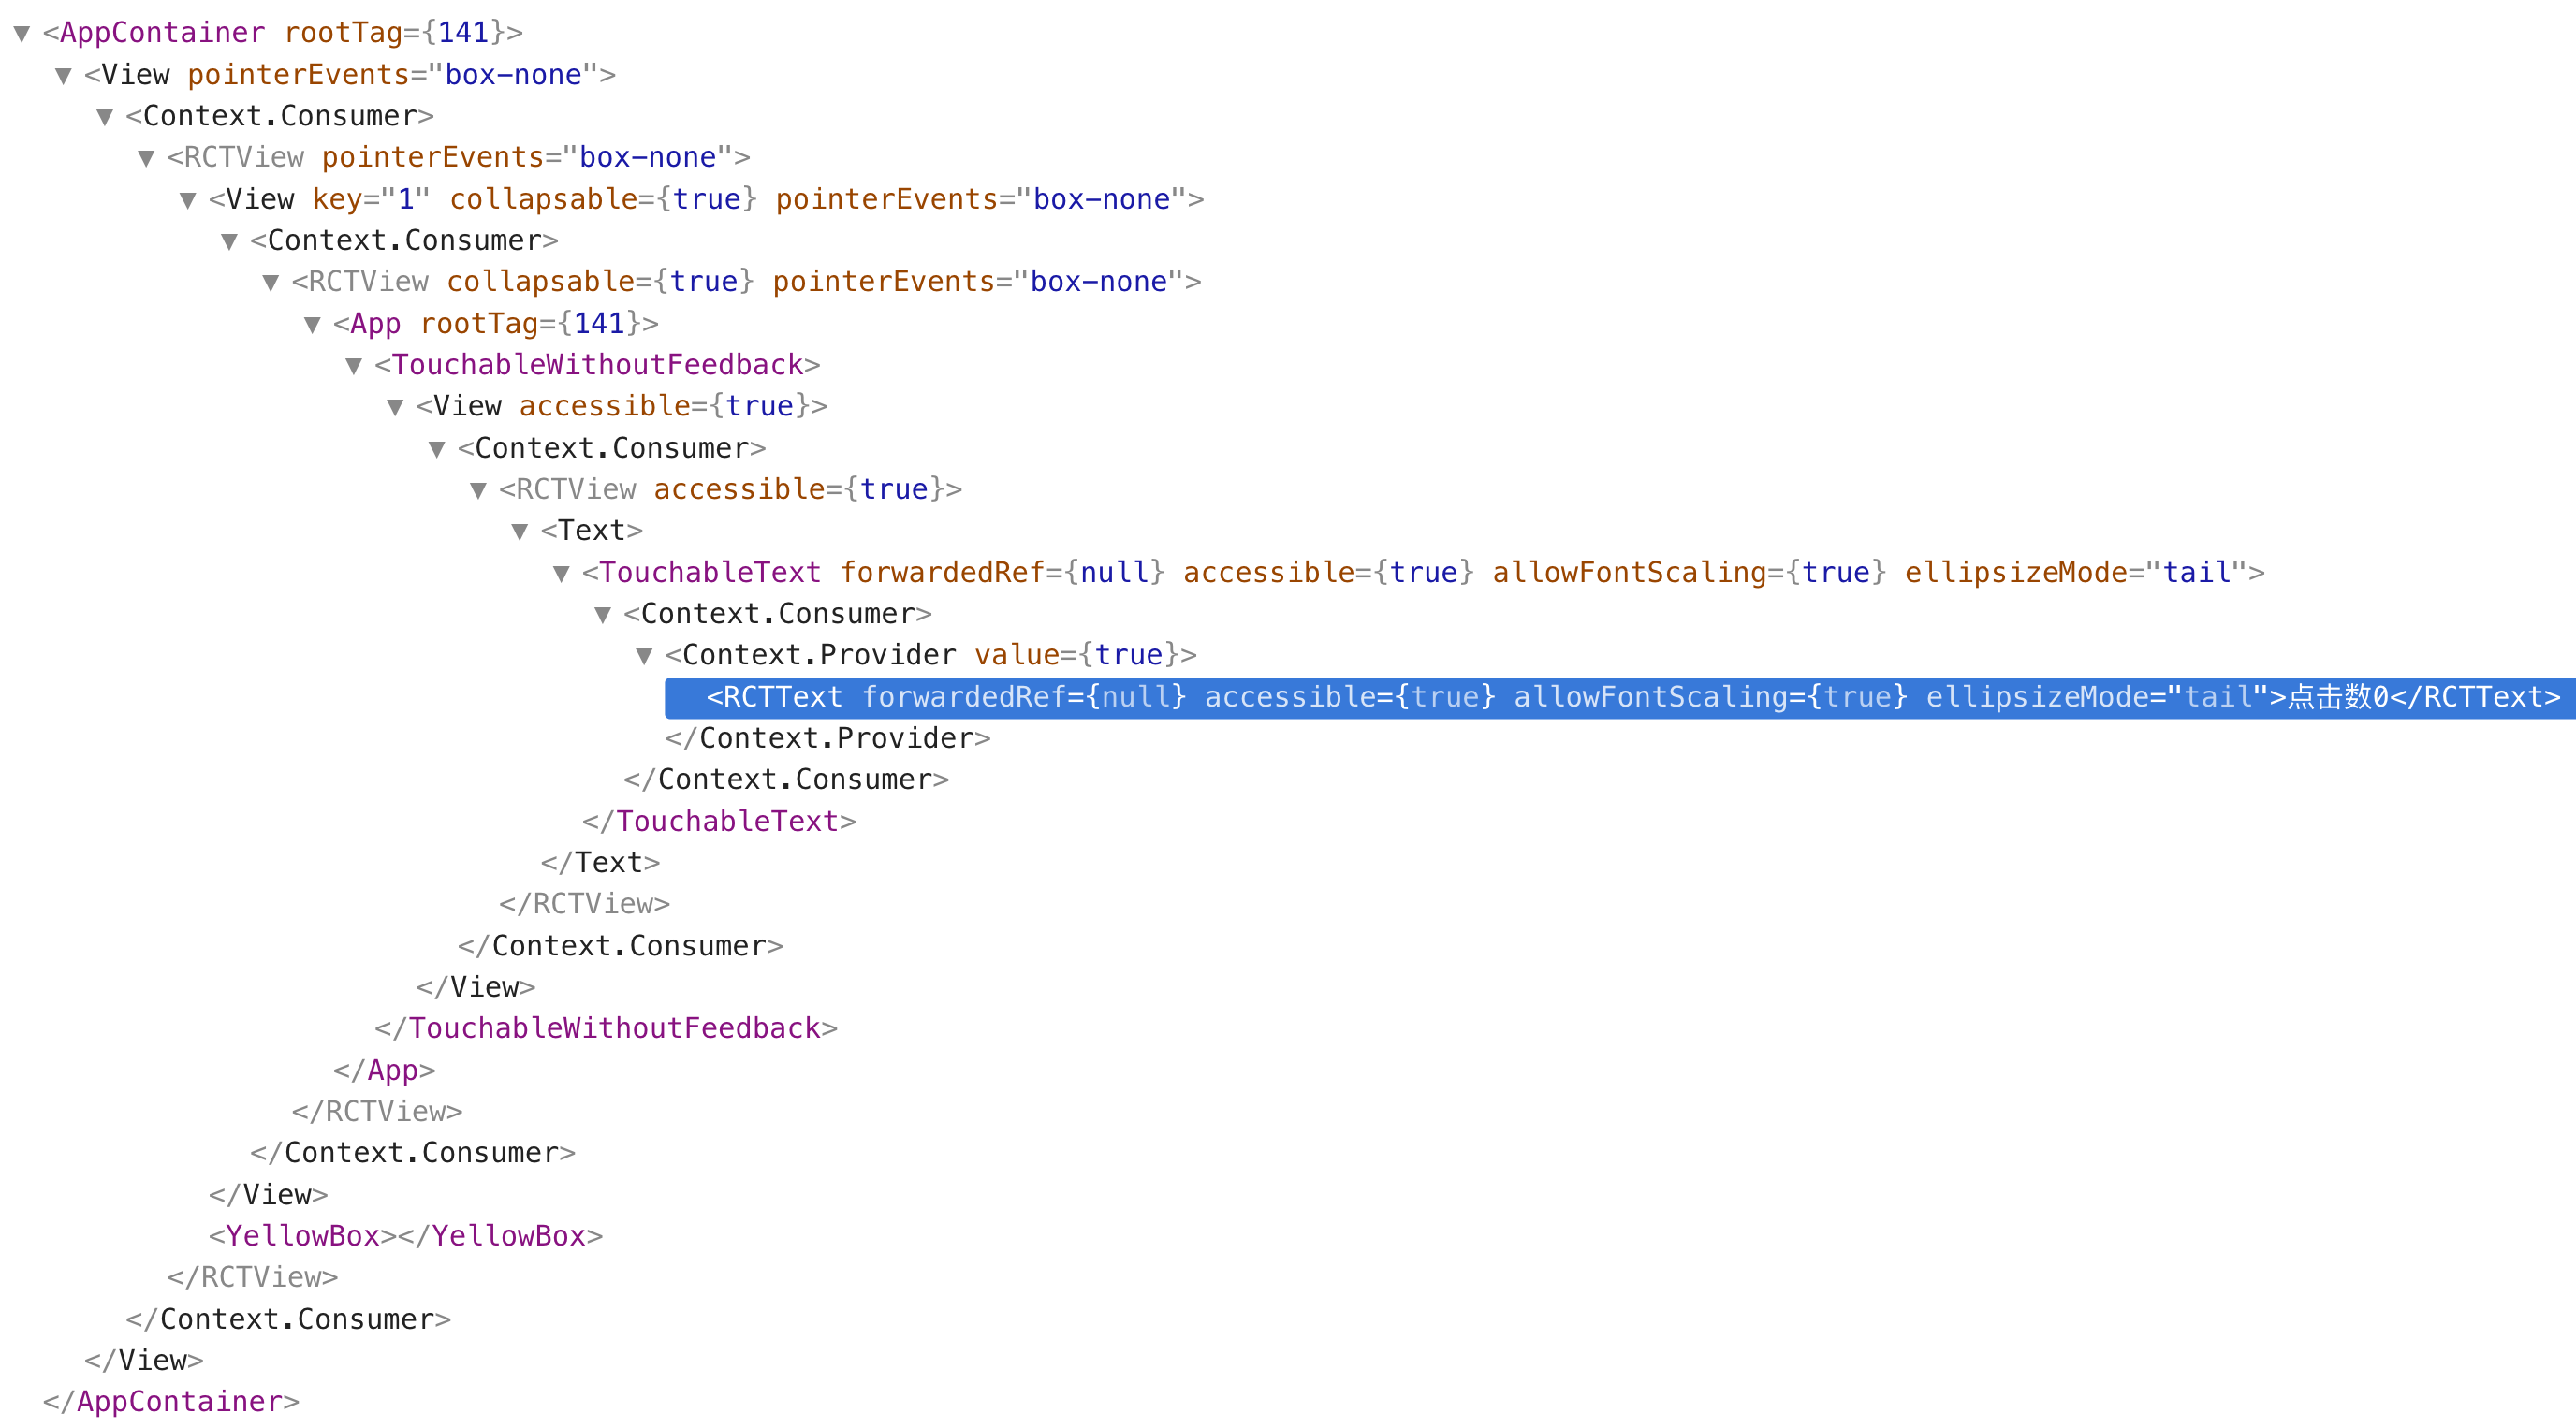 ▼ <AppContainer rootTag={141}>
▼ <View pointerEvents="box-none">
▼ <Context.Consumer>
▼ <RCTView pointerEvents="box-none">
▼ <View key="1" collapsable={true} pointerEvents="box-none">
▼ <Context.Consumer>
▼ <RCTView collapsable={true} pointerEvents="box-none">
▼ <App rootTag={141}>
▼ <TouchableWithoutFeedback>
▼ <View accessible={true}>
▼ <Context.Consumer>
▼ <RCTView accessible={true}>
▼ <Text>
▼ <TouchableText forwardedRef={null} accessible={true} allowFontScaling={true} ellipsizeMode="tail">
▼ <Context.Consumer>
▼ <Context.Provider value={true}>
<RCTText forwardedRef={null} accessible={true} allowFontScaling={true} ellipsizeMode="tail">点击数0</RCTText>
</Context.Provider>
</Context.Consumer>
</TouchableText>
</Text>
</RCTView>
</Context.Consumer>
</View>
</TouchableWithoutFeedback>
</App>
</RCTView>
</Context.Consumer>
</View>
<YellowBox></YellowBox>
</RCTView>
</Context.Consumer>
</View>
</AppContainer>